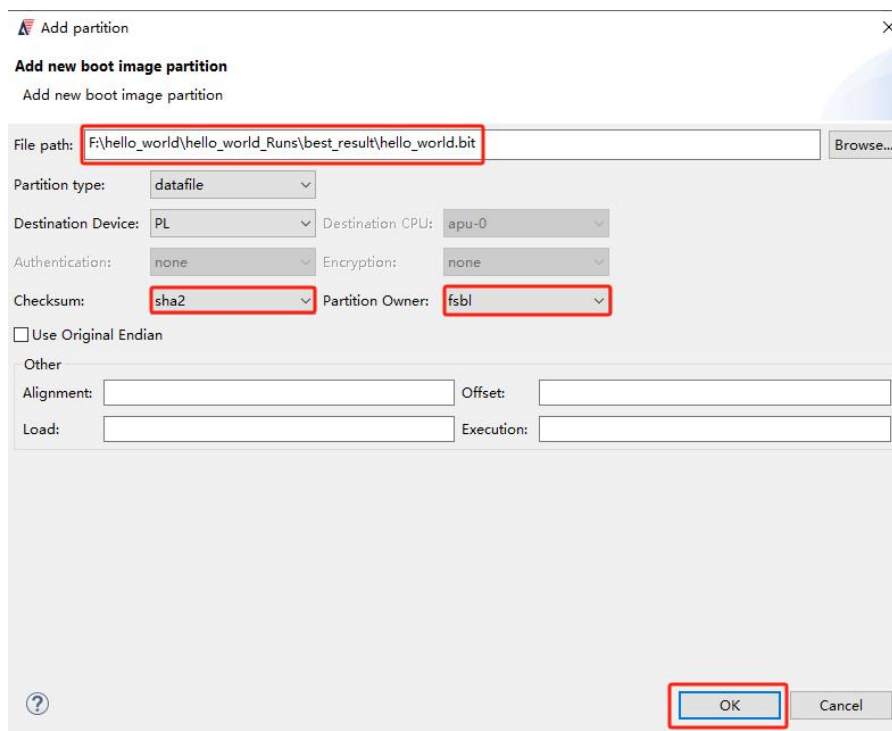 Add partition
Add new boot image partition
Add new boot image partition
File path: F:\hello_world\hello_world_Runs\best_result\hello_world.bit Browse...
Partition type: datafile
Destination Device: PL Destination CPU: apu-0
Authentication: none Encryption: none
Checksum: sha2 Partition Owner: fsbl
Use Original Endian
Other
Alignment: Offset:
Load: Execution:
? OK Cancel